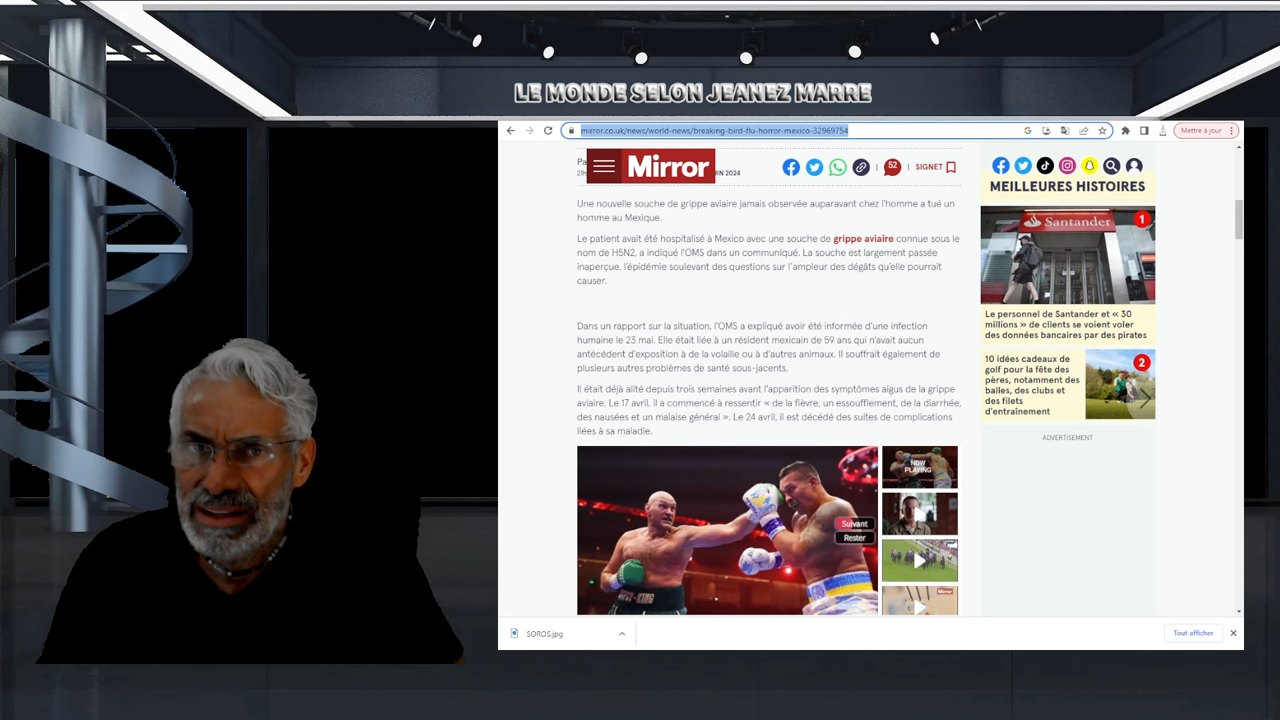 LE MONDE SELON JEANEZ MARRE
mirror.co.uk/news/world-news/breaking-bird-flu-horror-mexico-32969754
Mettre à jour
Mirror
2024
52
SIGNET
Une nouvelle souche de grippe aviaire jamais observée auparavant chez l'homme a tué un
homme au Mexique.
Le patient avait été hospitalisé à Mexico avec une souche de grippe aviaire connue sous le
nom de H5N2, a indiqué l'OMS dans un communiqué. La souche est largement passée
inaperçue, l'épidémie soulevant des questions sur l'ampleur des dégâts qu'elle pourrait
causer.
Dans un rapport sur la situation, l'OMS a expliqué avoir été informée d'une infection
humaine le 23 mai. Elle était liée à un résident mexicain de 59 ans qui n'avait aucun
antécédent d'exposition à de la volaille ou à d'autres animaux. Il souffrait également de
plusieurs autres problèmes de santé sous-jacents.
Il était déjà alité depuis trois semaines avant l'apparition des symptômes aigus de la grippe
aviaire. Le 17 avril, il a commencé à ressentir « de la fièvre, un essoufflement, de la diarrhée,
des nausées et un malaise général ». Le 24 avril, il est décédé des suites de complications
liées à sa maladie.
NOW
PLAYING
Suivant
Rester
Mirror
MEILLEURES HISTOIRES
Santander
1
Le personnel de Santander et « 30
millions » de clients se voient voler
des données bancaires par des pirates
10 idées cadeaux de
golf pour la fête des
pères, notamment des
balles, des clubs et
des filets
d'entraînement
2
ADVERTISEMENT
SOROS.jpg
Tout afficher